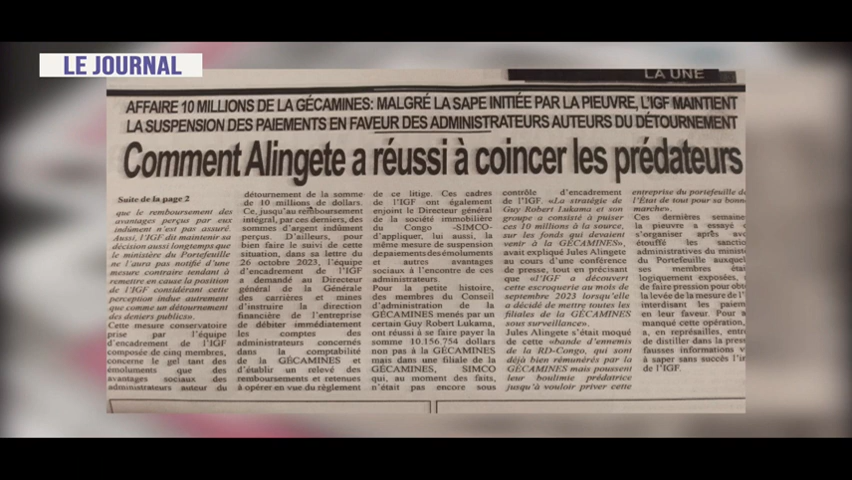 LE JOURNAL
LA UNE
AFFAIRE 10 MILLIONS DE LA GÉCAMINES: MALGRÉ LA SAPE INITIÉE PAR LA PIEUVRE, L'IGF MAINTIENT
LA SUSPENSION DES PAIEMENTS EN FAVEUR DES ADMINISTRATEURS AUTEURS DU DÉTOURNEMENT
Comment Alingete a réussi à coincer les prédateurs
Suite de la page 2
que le remboursement des
avantages perçus par eux
indûment n'est pas assuré.
Aussi, l'IGF dit maintenir sa
décision aussi longtemps que
le ministère du Portefeuille
ne l'aura pas notifié d'une
mesure contraire tendant à
remettre en cause la position
de l'IGF considérant cette
perception indue autrement
que comme un détournement
des deniers publics».
Cette mesure conservatoire
prise par l'équipe
d'encadrement de l'IGF
composée de cinq membres,
concerne le gel tant des
émoluments que des
avantages sociaux des
administrateurs auteur du
détournement de la somme
de 10 millions de dollars.
Ce, jusqu'au remboursement
intégral, par ces derniers, des
sommes d'argent indûment
perçus. D'ailleurs, pour
bien faire le suivi de cette
situation, dans sa lettre du
26 octobre 2023, l'équipe
d'encadrement de l'IGF
a demandé au Directeur
général de la Générale
des carrières et mines
d'instruire la direction
financière de l'entreprise
de débiter immédiatement
les comptes des
administrateurs concernés
dans la comptabilité
de la GÉCAMINES et
d'établir un relevé des
remboursements et retenues
à opérer en vue du règlement
de ce litige. Ces cadres
de l'IGF ont également
enjoint le Directeur général
de la société immobilière
du Congo -SIMCO-
d'appliquer, lui aussi, la
même mesure de suspension
de paiements des émoluments
et autres avantages
sociaux à l'encontre de ces
administrateurs.
Pour la petite histoire,
des membres du Conseil
d'administration de la
GÉCAMINES menés par un
certain Guy Robert Lukama,
ont réussi à se faire payer la
somme 10.156.754 dollars
non pas à la GÉCAMINES
mais dans une filiale de la
GÉCAMINES, SIMCO
qui, au moment des faits,
n'était pas encore sous
contrôle d'encadrement
de l'IGF. «La stratégie de
Guy Robert Lukama et son
groupe a consisté à puiser
ces 10 millions à la source,
sur les fonds qui devaient
venir à la GÉCAMINES»,
avait expliqué Jules Alingete
au cours d'une conférence
de presse, tout en précisant
que «l'IGF a découvert
cette escroquerie au mois de
septembre 2023 lorsqu'elle
a décidé de mettre toutes les
filiales de la GÉCAMINES
sous surveillance».
Jules Alingete s'était moqué
de cette «bande d'ennemis
de la RD-Congo, qui sont
déjà bien rémunérés par la
GÉCAMINES mais poussent
leur boulimie prédatrice
jusqu'à vouloir priver cette
entreprise du portefeuille de
l'État de tout pour sa bonne
marche».
Ces dernières semaine
la pieuvre a essayé d
s'organiser après avo
étouffé les sanctio
administratives du minist
du Portefeuille auxquel
ses membres était
logiquement exposées, 
de faire pression pour obt
la levée de la mesure de l'I
interdisant les paiem
en leur faveur. Pour a
manqué cette opération,
a, en représailles, entre
de distiller dans la pres
fausses informations v
à saper sans succès l'in
de l'IGF.